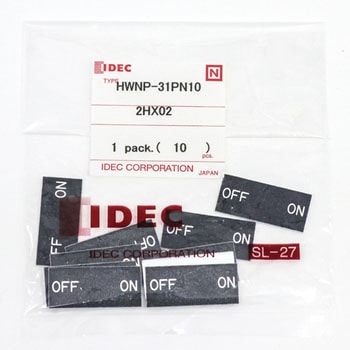 IDEC
N
TYPE
HWNP-31PN10
2HX02
1 pack. ( 10 ) pcs.
IDEC CORPORATION
JAPAN
OFF ON
OFF ON
IDEC
OFF ON
SL-27
IDEC CORPORATION
OFF ON
OFF ON